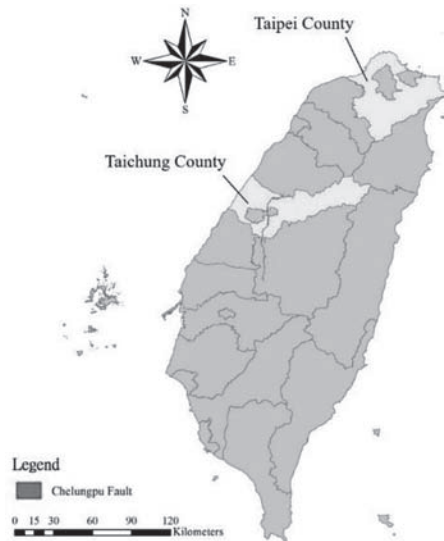 N
Taipei County
W
E
S
Taichung County
Legend
Chelungpu Fault
0 15 30 60 90 120
Kilometers